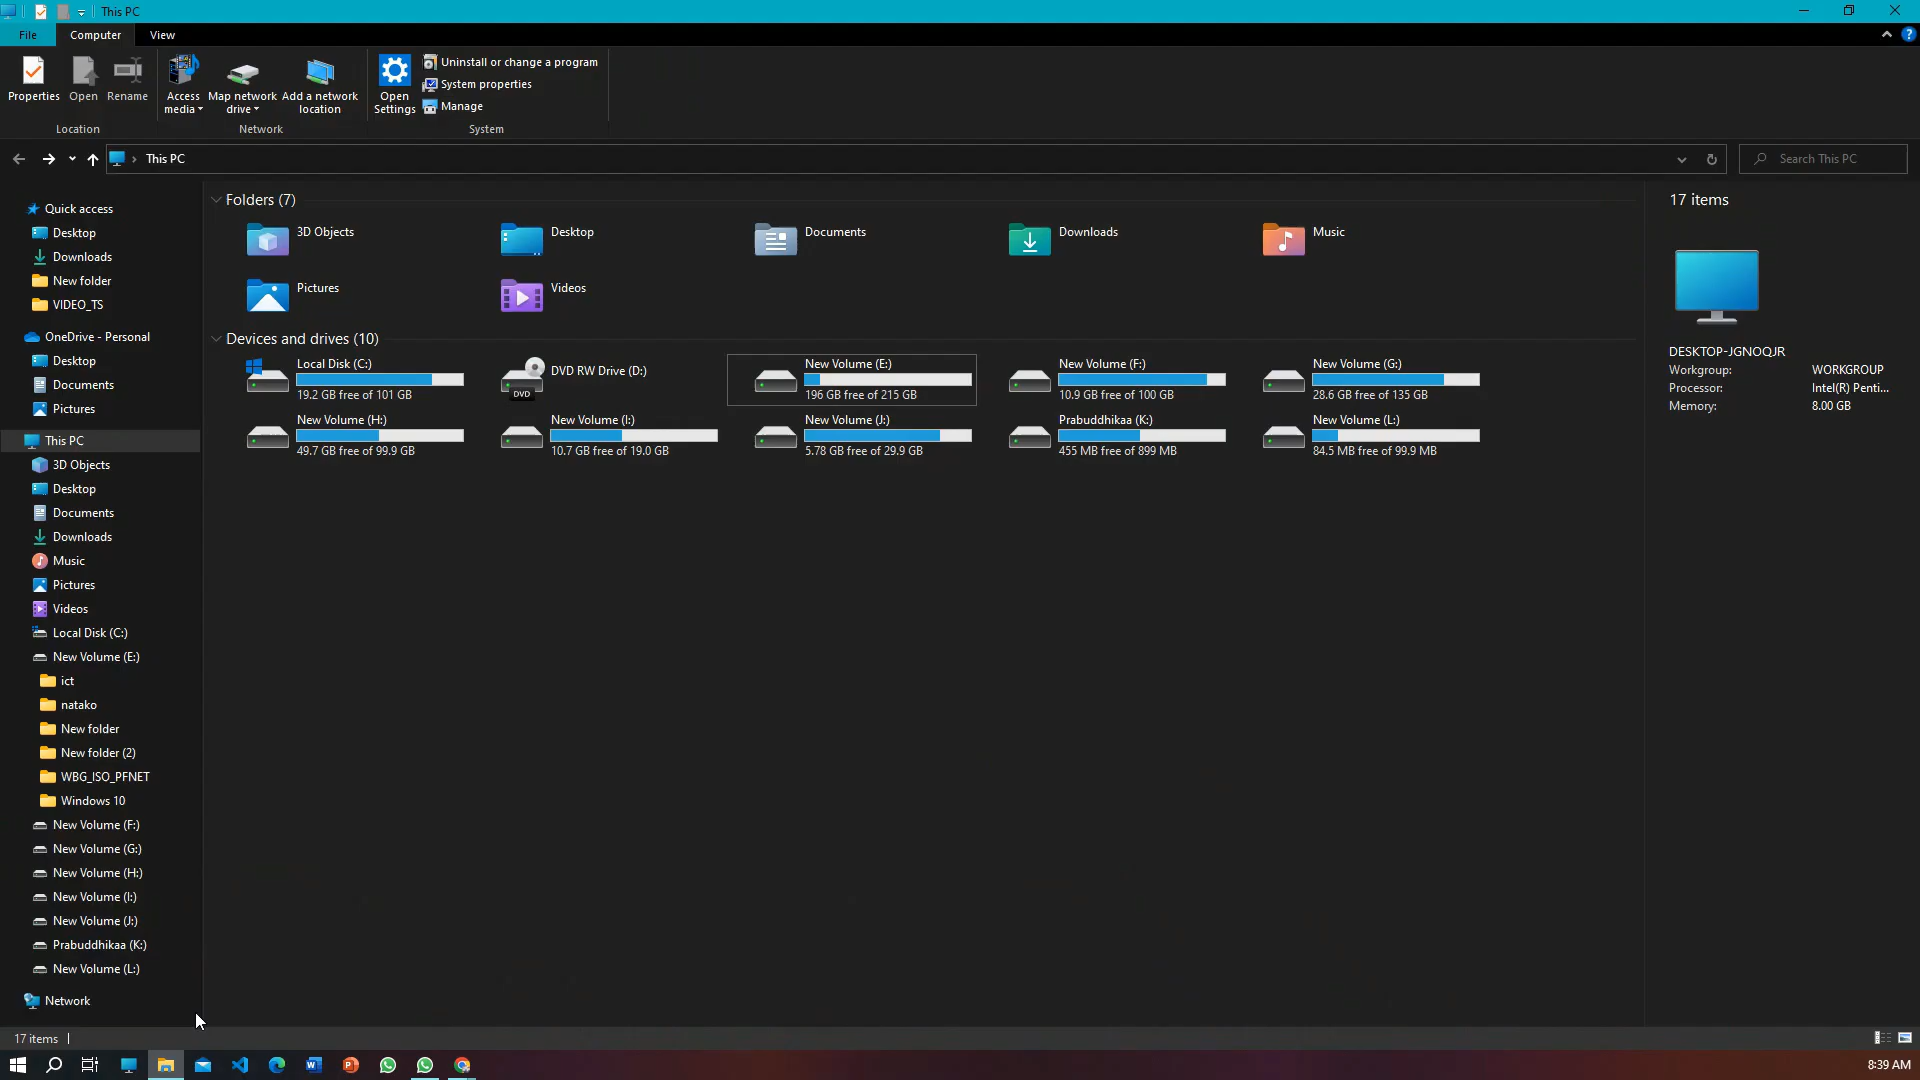 This PC
File Computer View
Properties Open Rename Access media Map network drive Add a network location Open Settings
Uninstall or change a program
System properties
Manage
Location Network System
This PC
Search This PC
Quick access
Desktop
Downloads
New folder
VIDEO_TS
OneDrive - Personal
Desktop
Documents
Pictures
This PC
3D Objects
Desktop
Documents
Downloads
Music
Pictures
Videos
Local Disk (C:)
New Volume (E:)
ict
natako
New folder
New folder (2)
WBG_ISO_PFNET
Windows 10
New Volume (F:)
New Volume (G:)
New Volume (H:)
New Volume (I:)
New Volume (J:)
Prabuddhikaa (K:)
New Volume (L:)
Network
Folders (7)
3D Objects Desktop Documents Downloads Music
Pictures Videos
Devices and drives (10)
Local Disk (C:)
19.2 GB free of 101 GB
DVD RW Drive (D:)
DVD
New Volume (E:)
196 GB free of 215 GB
New Volume (F:)
10.9 GB free of 100 GB
New Volume (G:)
28.6 GB free of 135 GB
New Volume (H:)
49.7 GB free of 99.9 GB
New Volume (I:)
10.7 GB free of 19.0 GB
New Volume (J:)
5.78 GB free of 29.9 GB
Prabuddhikaa (K:)
455 MB free of 899 MB
New Volume (L:)
84.5 MB free of 99.9 MB
17 items
DESKTOP-JGNOQJR
Workgroup: WORKGROUP
Processor: Intel(R) Penti...
Memory: 8.00 GB
17 items
8:39 AM